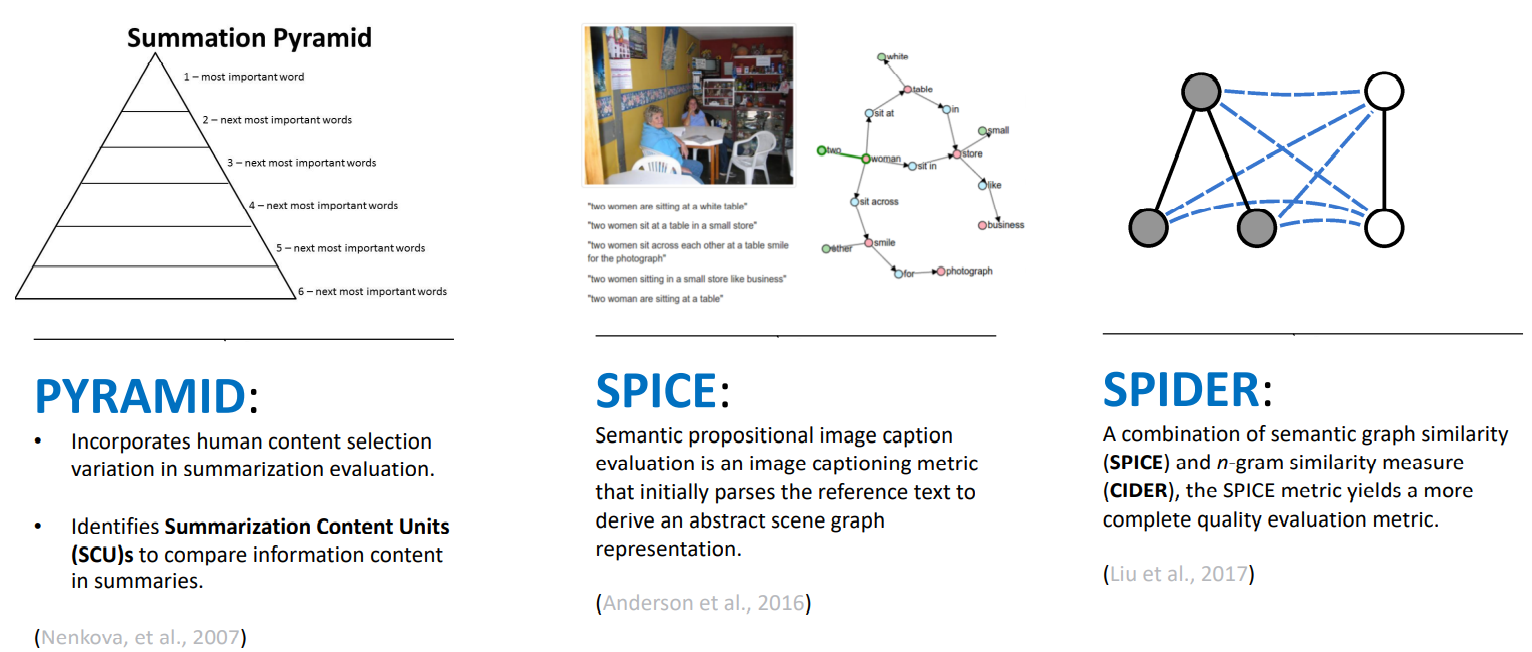 Summation Pyramid
1 – most important word
2 – next most important words
3 – next most important words
4 – next most important words
5 – next most important words
6 – next most important words
PYRAMID:
• Incorporates human content selection
variation in summarization evaluation.
• Identifies Summarization Content Units
(SCU)s to compare information content
in summaries.
(Nenkova, et al., 2007)
"two women are sitting at a white table"
"two women sit at a table in a small store"
"two women sit across each other at a table smile
for the photograph"
"two women sitting in a small store like business"
"two woman are sitting at a table"
white
table
sit at
in
small
two
woman
sit in
store
like
sit across
business
other
smile
for
photograph
SPICE:
Semantic propositional image caption
evaluation is an image captioning metric
that initially parses the reference text to
derive an abstract scene graph
representation.
(Anderson et al., 2016)
SPIDER:
A combination of semantic graph similarity
(SPICE) and n-gram similarity measure
(CIDER), the SPICE metric yields a more
complete quality evaluation metric.
(Liu et al., 2017)